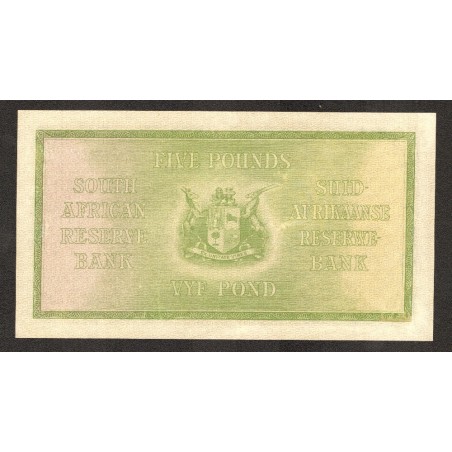 FIVE POUNDS
SOUTH
AFRICAN
RESERVE-
BANK
SUID-
AFRIKAANSE
RESERWE-
BANK
VYF POND